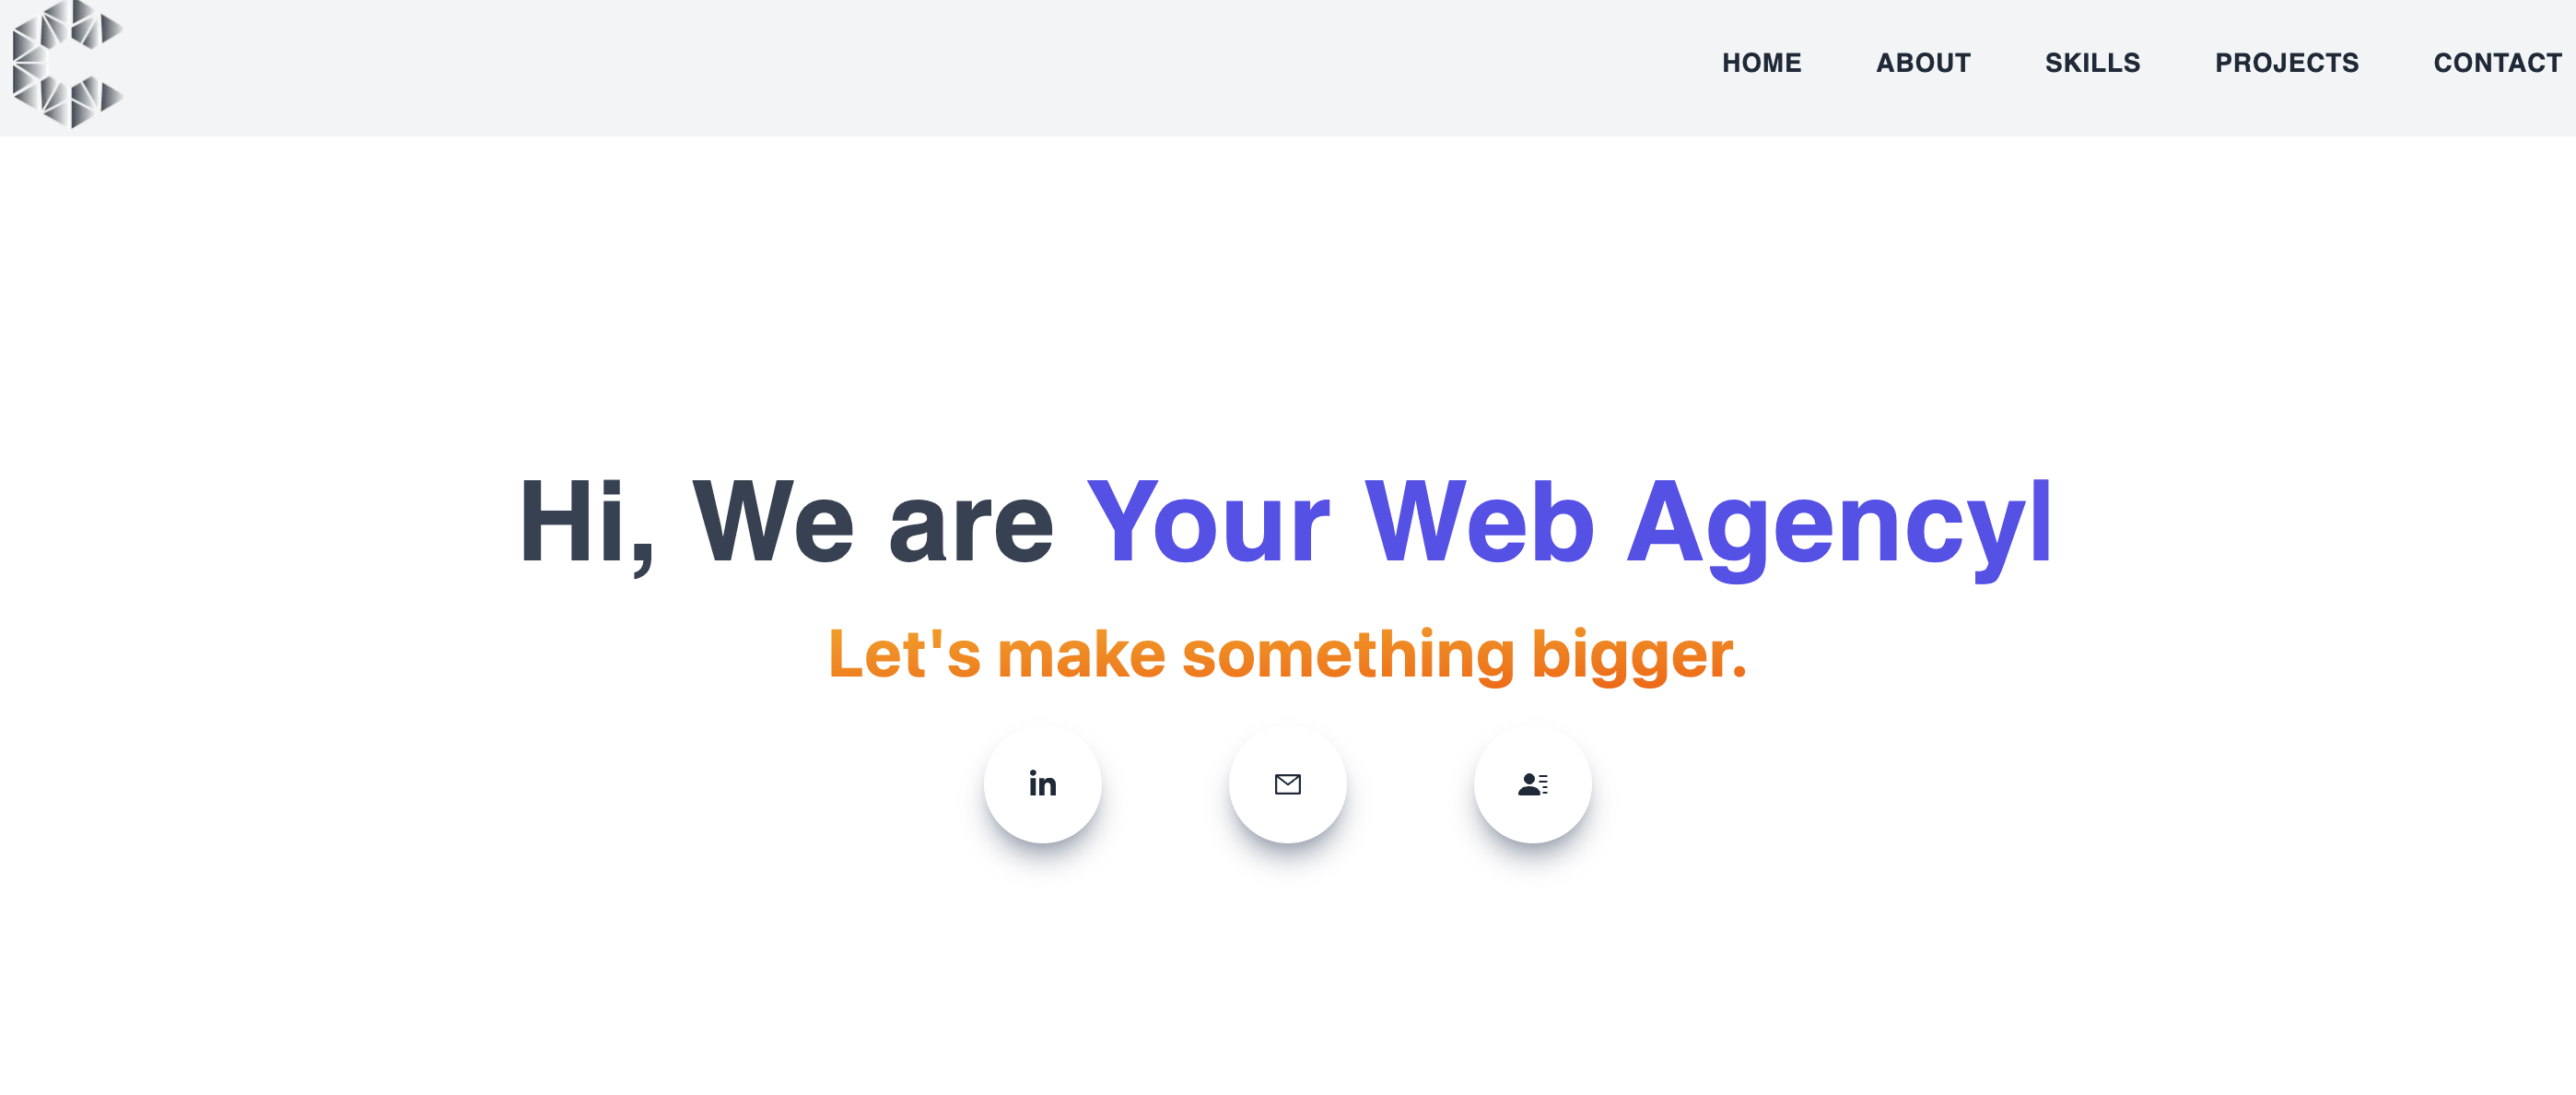 HOME ABOUT SKILLS PROJECTS CONTACT
Hi, We are Your Web Agencyl
Let's make something bigger.
in